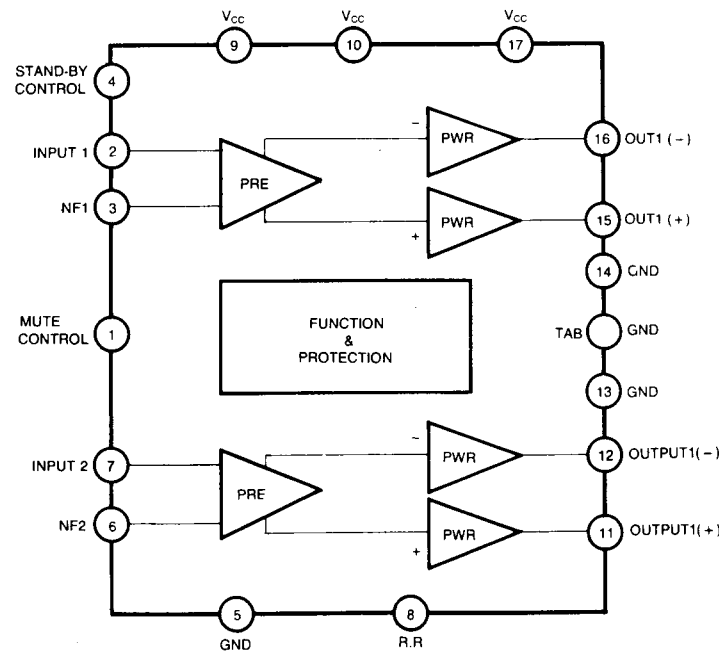 VCC
VCC
VCC
9
10
17
STAND-BY
CONTROL
4
INPUT 1
2
NF1
3
PRE
−
PWR
+
PWR
16
OUT1 (−)
15
OUT1 (+)
14
GND
MUTE
CONTROL
1
FUNCTION
&
PROTECTION
TAB
GND
13
GND
INPUT 2
7
NF2
6
PRE
−
PWR
+
PWR
12
OUTPUT1(−)
11
OUTPUT1(+)
5
GND
8
R.R